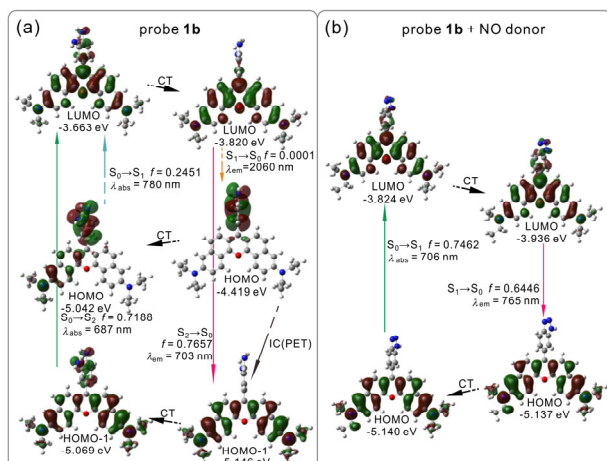 (a)
probe 1b
CT
LUMO
-3.663 eV
LUMO
-3.820 eV
S₀→S₁ f = 0.2451
λabs = 780 nm
S₁→S₀ f = 0.0001
λem=2060 nm
CT
HOMO
-5.042 eV
HOMO
-4.419 eV
S₀→S₂ f = 0.7188
λabs = 687 nm
S₂→S₀
f = 0.7657
λem = 703 nm
IC(PET)
CT
HOMO-1
-5.069 eV
HOMO-1
(b)
probe 1b + NO donor
LUMO
-3.824 eV
CT
LUMO
-3.936 eV
S₀→S₁ f = 0.7462
λabs = 706 nm
S₁→S₀ f = 0.6446
λem = 765 nm
HOMO
-5.140 eV
CT
HOMO
-5.137 eV